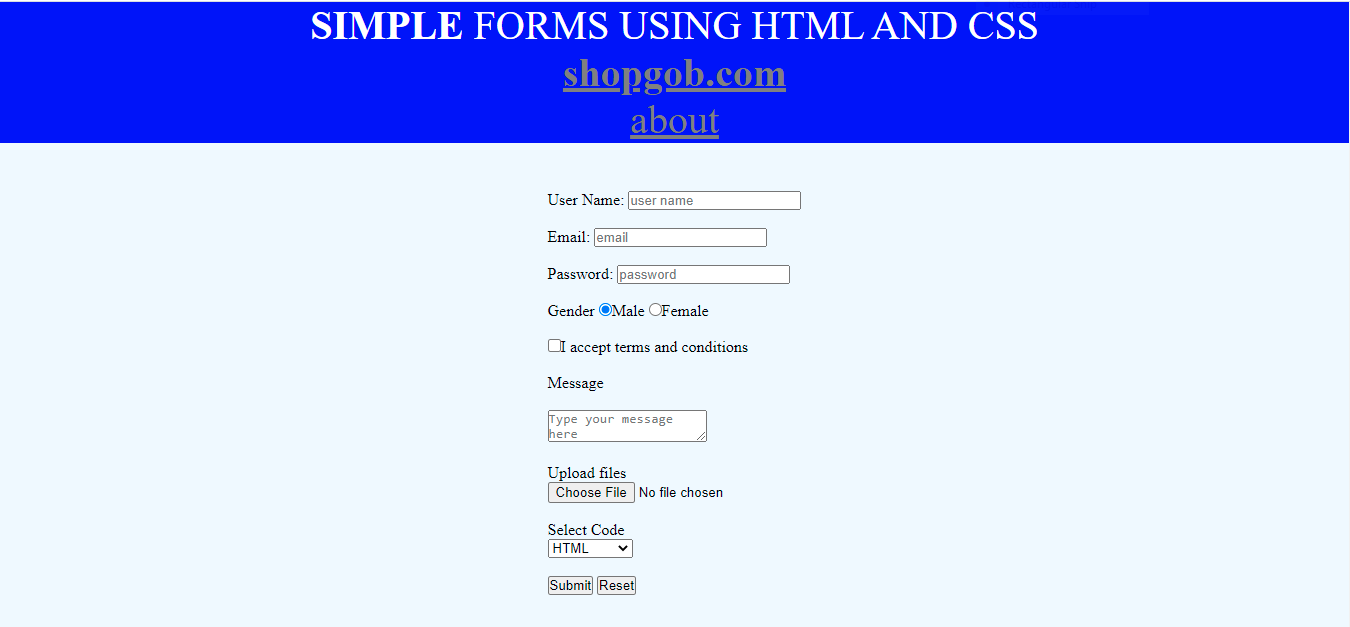 SIMPLE FORMS USING HTML AND CSS
shopgob.com
about
User Name: user name
Email: email
Password: password
Gender Male Female
I accept terms and conditions
Message
Type your message
here
Upload files
Choose File No file chosen
Select Code
HTML
Submit Reset